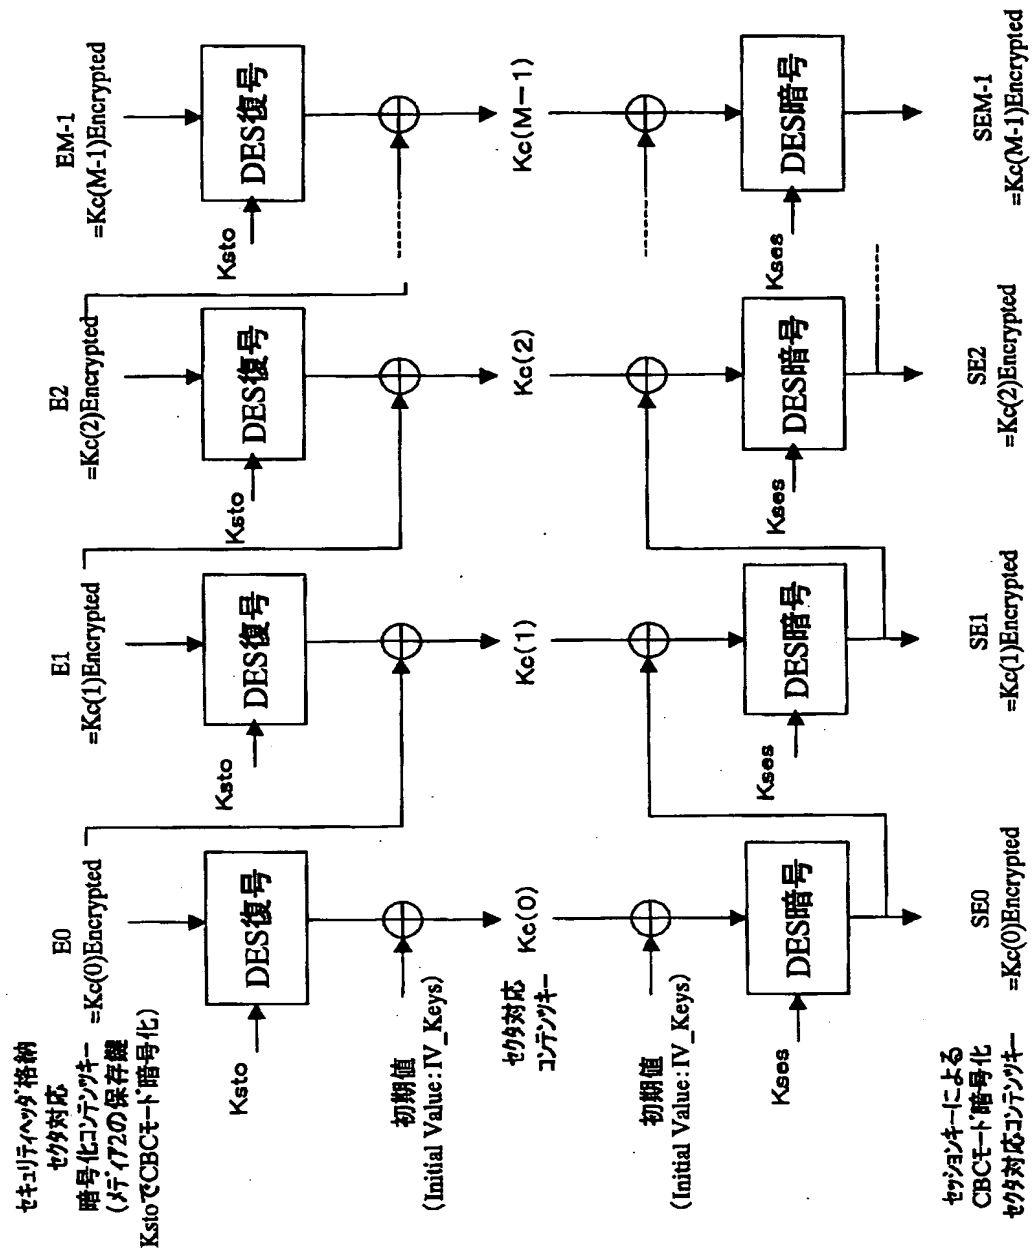 セキュリティヘッダ格納
セクタ対応
暗号化コンテンツキー
(メディア2の保存鍵
KstoでCBCモード暗号化)
E0
=Kc(0)Encrypted
E1
=Kc(1)Encrypted
E2
=Kc(2)Encrypted
EM-1
=Kc(M-1)Encrypted
Ksto
DES復号
Ksto
DES復号
Ksto
DES復号
Ksto
DES復号
初期値
(Initial Value:IV_Keys)
セクタ対応
コンテンツキー
Kc(0)
Kc(1)
Kc(2)
Kc(M-1)
初期値
(Initial Value:IV_Keys)
Kses
DES暗号
Kses
DES暗号
Kses
DES暗号
Kses
DES暗号
セッションキーによる
CBCモード暗号化
セクタ対応コンテンツキー
SE0
=Kc(0)Encrypted
SE1
=Kc(1)Encrypted
SE2
=Kc(2)Encrypted
SEM-1
=Kc(M-1)Encrypted